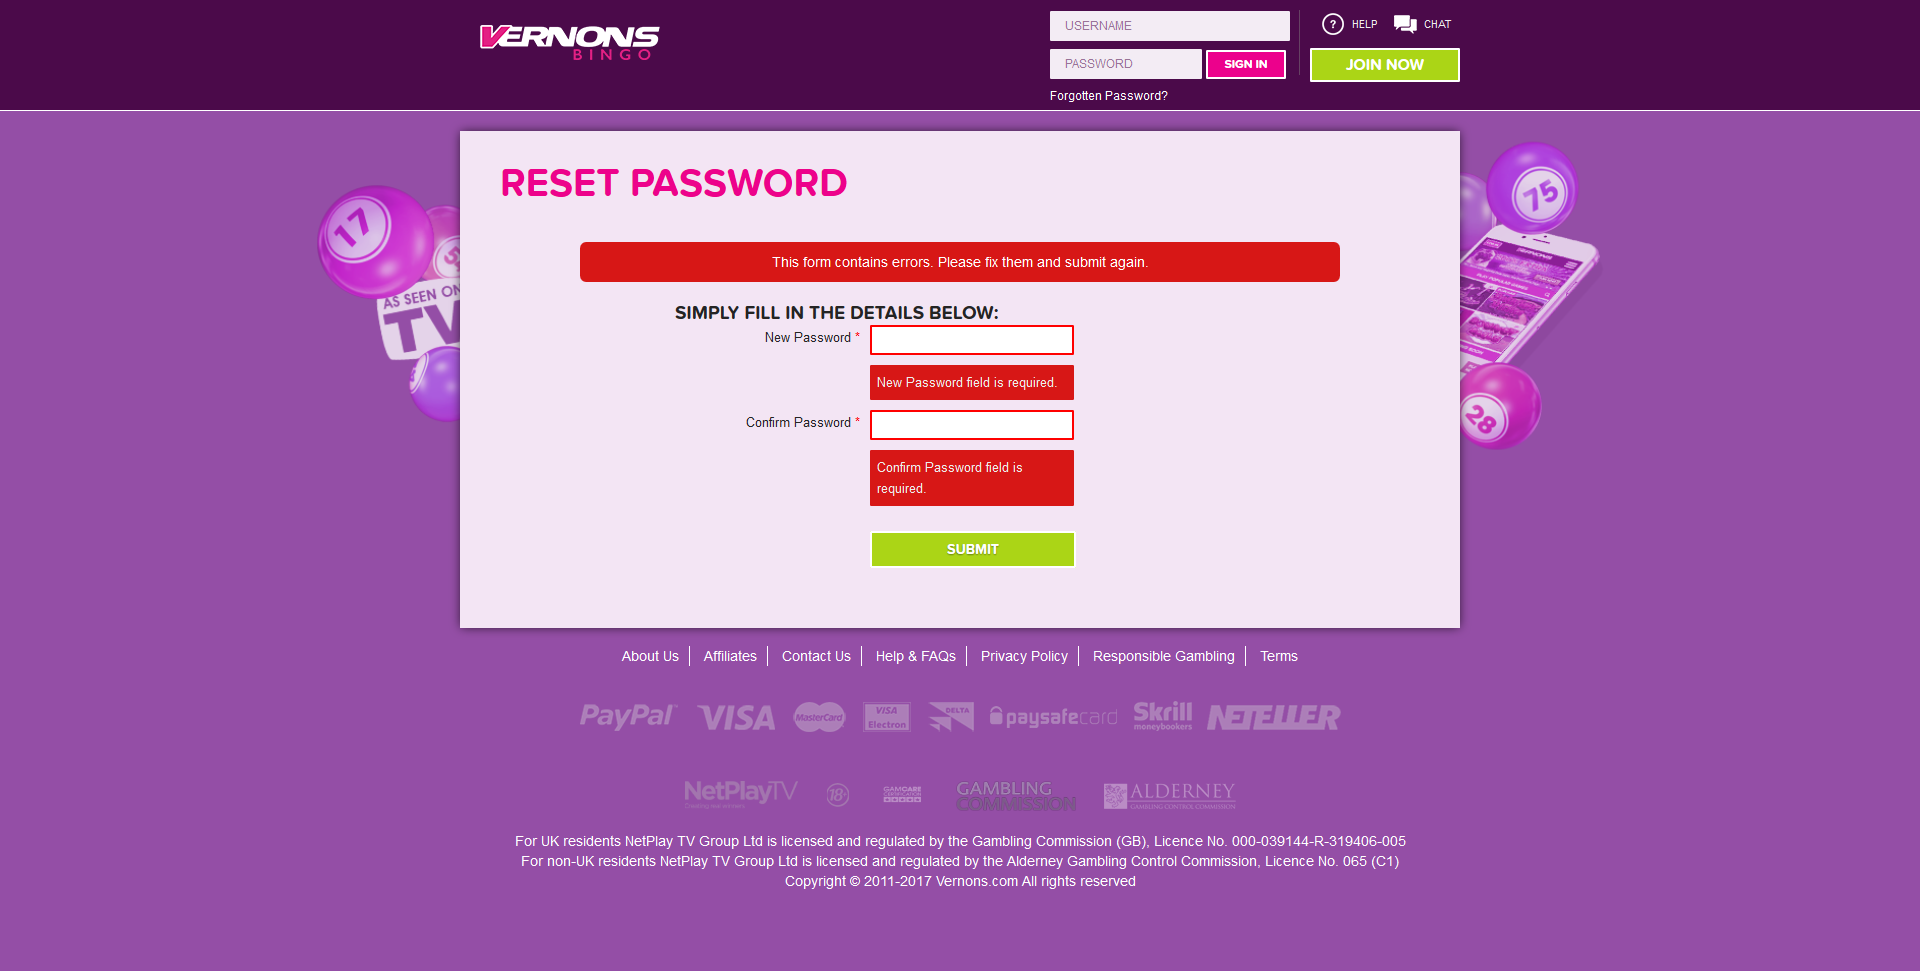 VERNONS
BINGO
USERNAME
PASSWORD
SIGN IN
Forgotten Password?
? HELP
CHAT
JOIN NOW
RESET PASSWORD
17
75
AS SEEN ON
TV
28
This form contains errors. Please fix them and submit again.
SIMPLY FILL IN THE DETAILS BELOW:
New Password *
New Password field is required.
Confirm Password *
Confirm Password field is
required.
SUBMIT
About Us
Affiliates
Contact Us
Help & FAQs
Privacy Policy
Responsible Gambling
Terms
PayPal
VISA
MasterCard
VISA
Electron
DELTA
paysafecard
Skrill
moneybookers
NETELLER
NetPlayTV
18+
GAMCARE
CERTIFICATION
GAMBLING
COMMISSION
ALDERNEY
GAMBLING CONTROL COMMISSION
For UK residents NetPlay TV Group Ltd is licensed and regulated by the Gambling Commission (GB), Licence No. 000-039144-R-319406-005
For non-UK residents NetPlay TV Group Ltd is licensed and regulated by the Alderney Gambling Control Commission, Licence No. 065 (C1)
Copyright © 2011-2017 Vernons.com All rights reserved